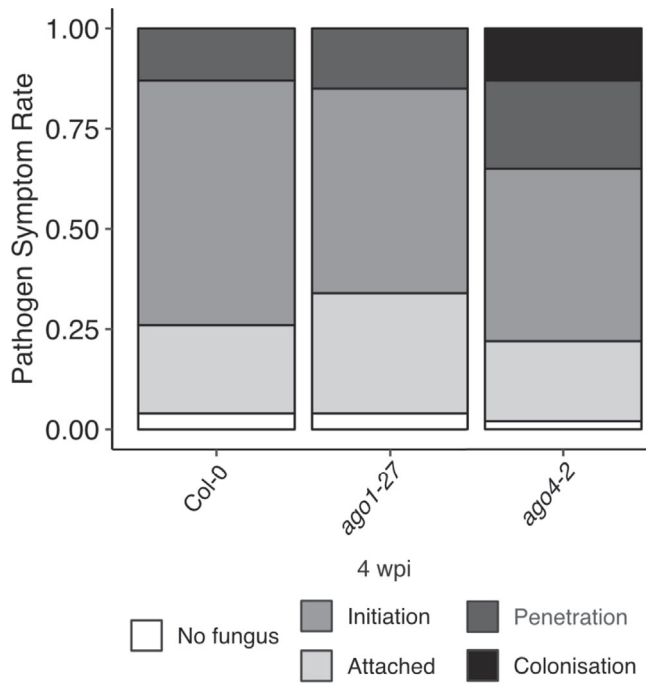 Pathogen Symptom Rate
1.00
0.75
0.50
0.25
0.00
Col-0
ago1-27
ago4-2
4 wpi
No fungus
Initiation
Penetration
Attached
Colonisation